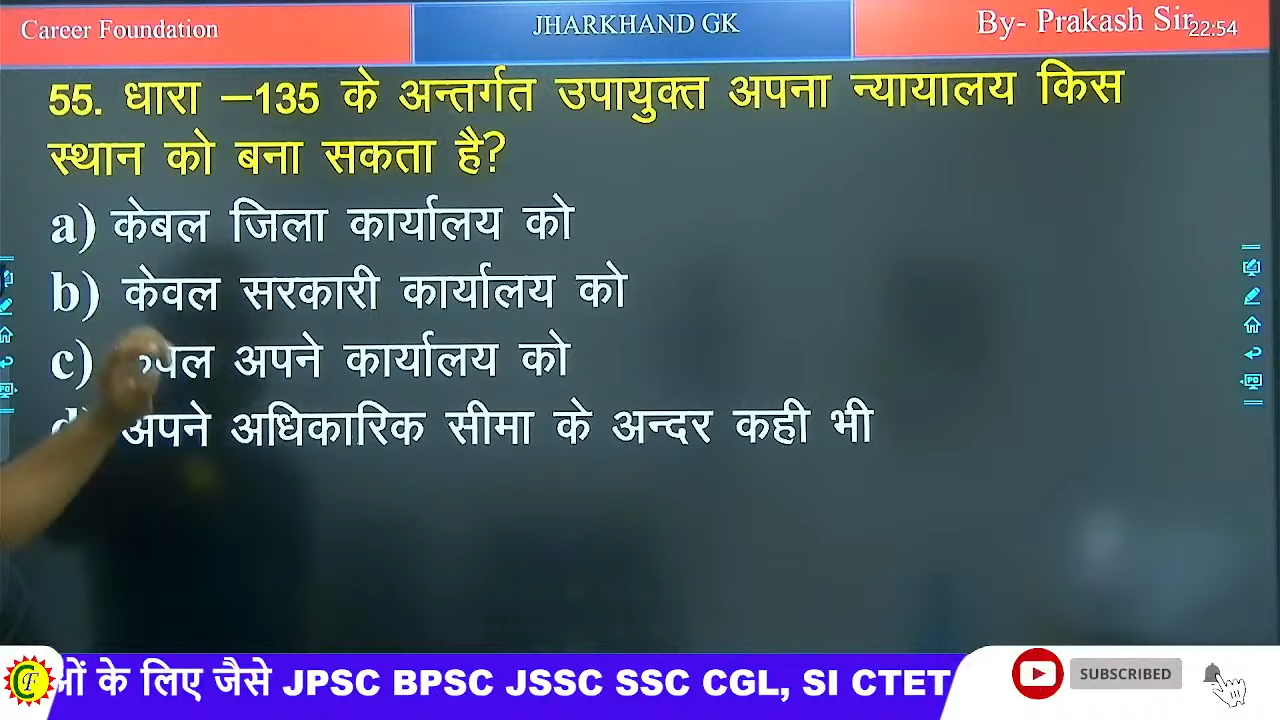 Career Foundation
JHARKHAND GK
By- Prakash Sir
22:54
55. धारा –135 के अन्तर्गत उपायुक्त अपना न्यायालय किस
स्थान को बना सकता है?
a) केबल जिला कार्यालय को
b) केवल सरकारी कार्यालय को
c) अपने कार्यालय को
अपने अधिकारिक सीमा के अन्दर कही भी
के लिए जैसे JPSC BPSC JSSC SSC CGL, SI CTET
SUBSCRIBED